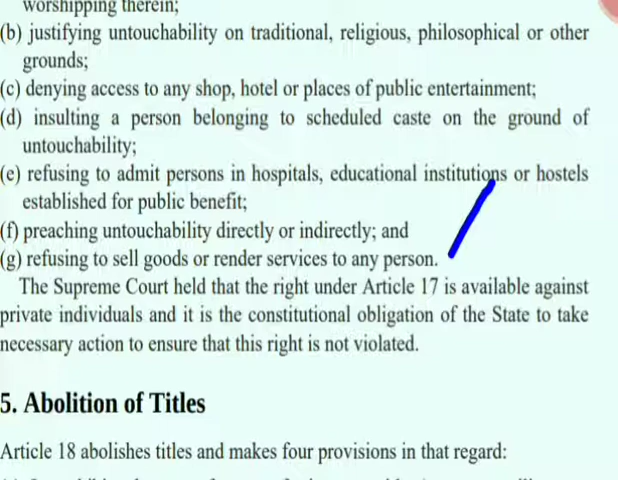 worshipping therein;
(b) justifying untouchability on traditional, religious, philosophical or other
grounds;
(c) denying access to any shop, hotel or places of public entertainment;
(d) insulting a person belonging to scheduled caste on the ground of
untouchability;
(e) refusing to admit persons in hospitals, educational institutions or hostels
established for public benefit;
(f) preaching untouchability directly or indirectly; and
(g) refusing to sell goods or render services to any person.
The Supreme Court held that the right under Article 17 is available against
private individuals and it is the constitutional obligation of the State to take
necessary action to ensure that this right is not violated.
5. Abolition of Titles
Article 18 abolishes titles and makes four provisions in that regard: